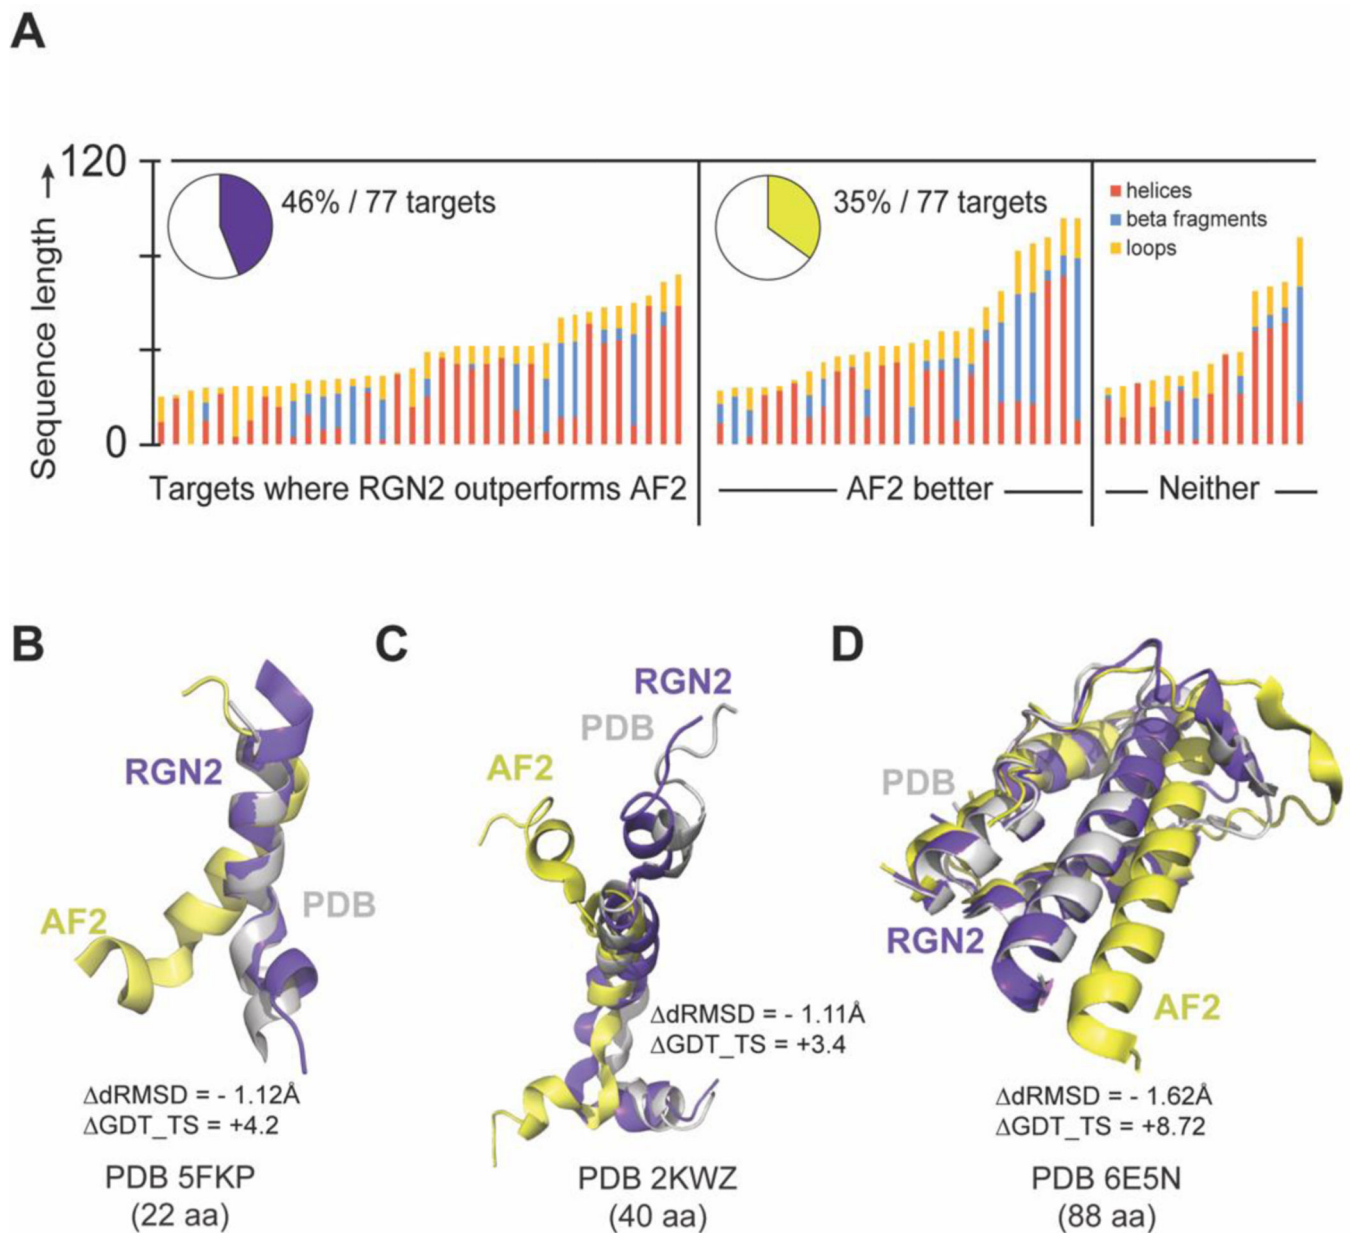 A
Sequence length →
120
0
46% / 77 targets
35% / 77 targets
helices
beta fragments
loops
Targets where RGN2 outperforms AF2
AF2 better
Neither
B
RGN2
AF2
PDB
ΔdRMSD = - 1.12Å
ΔGDT_TS = +4.2
PDB 5FKP
(22 aa)
C
RGN2
PDB
AF2
ΔdRMSD = - 1.11Å
ΔGDT_TS = +3.4
PDB 2KWZ
(40 aa)
D
PDB
RGN2
AF2
ΔdRMSD = - 1.62Å
ΔGDT_TS = +8.72
PDB 6E5N
(88 aa)